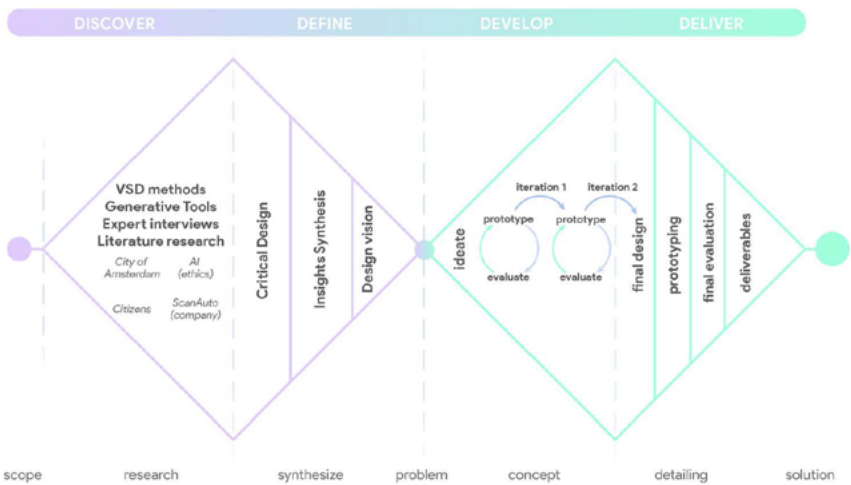 DISCOVER
DEFINE
DEVELOP
DELIVER
VSD methods
Generative Tools
Expert interviews
Literature research
City of
Amsterdam
AI
(ethics)
Citizens
ScanAuto
(company)
Critical Design
Insights Synthesis
Design vision
ideate
iteration 1
iteration 2
prototype
prototype
evaluate
evaluate
final design
prototyping
final evaluation
deliverables
scope
research
synthesize
problem
concept
detailing
solution